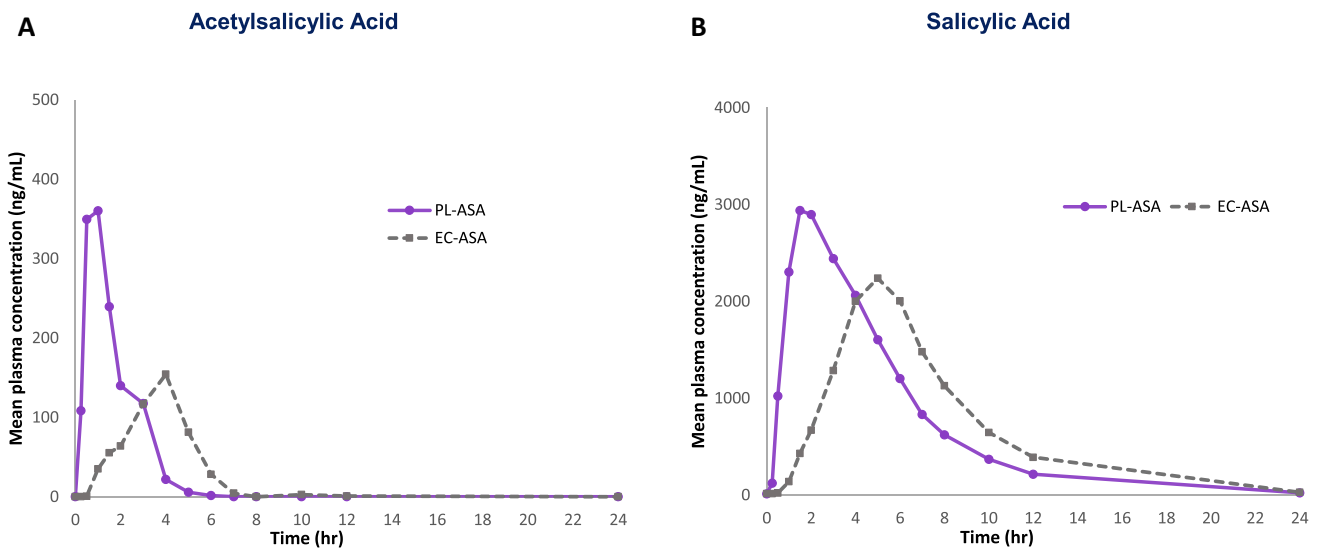 A
Acetylsalicylic Acid
Mean plasma concentration (ng/mL)
500
400
300
200
100
0
PL-ASA
EC-ASA
0 2 4 6 8 10 12 14 16 18 20 22 24
Time (hr)
B
Salicylic Acid
Mean plasma concentration (ng/mL)
4000
3000
2000
1000
0
PL-ASA EC-ASA
0 2 4 6 8 10 12 14 16 18 20 22 24
Time (hr)